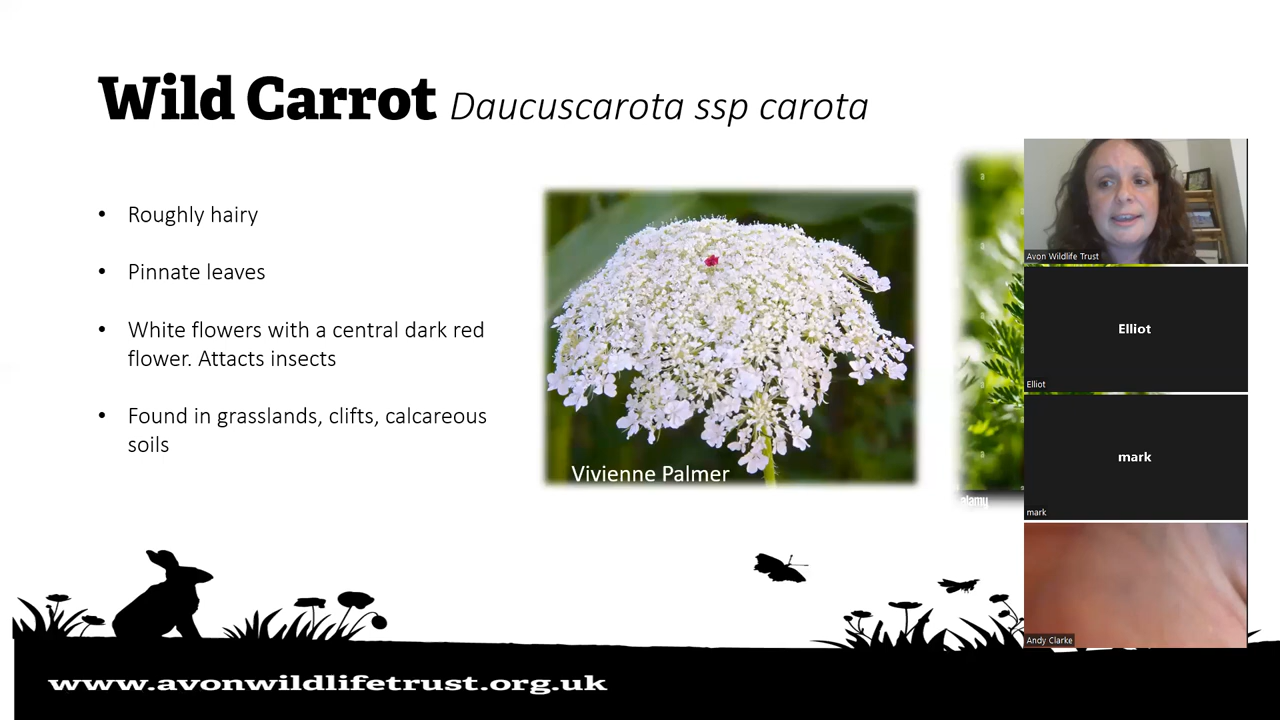 Wild Carrot Daucuscarota ssp carota
• Roughly hairy
• Pinnate leaves
• White flowers with a central dark red
flower. Attacts insects
• Found in grasslands, clifts, calcareous
soils
Vivienne Palmer
alamy
Avon Wildlife Trust
Elliot
Elliot
mark
mark
Andy Clarke
www.avonwildlifetrust.org.uk